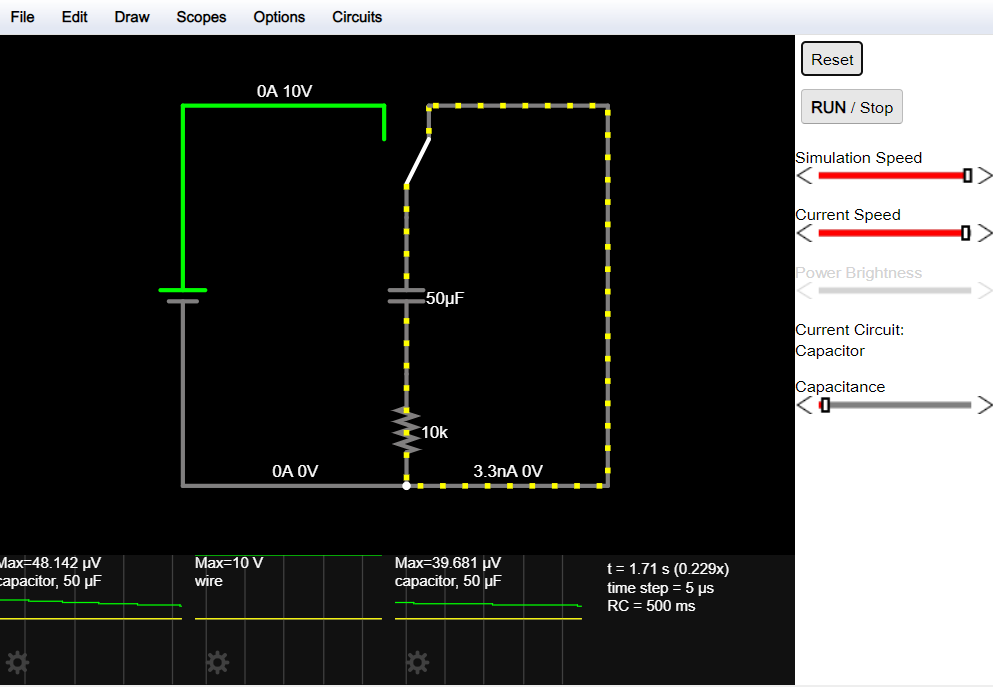 File Edit Draw Scopes Options Circuits
Reset
RUN / Stop
Simulation Speed
Current Speed
Power Brightness
Current Circuit:
Capacitor
Capacitance
0A 10V
50µF
10k
0A 0V
3.3nA 0V
Max=48.142 µV
capacitor, 50 µF
Max=10 V
wire
Max=39.681 µV
capacitor, 50 µF
t = 1.71 s (0.229x)
time step = 5 µs
RC = 500 ms